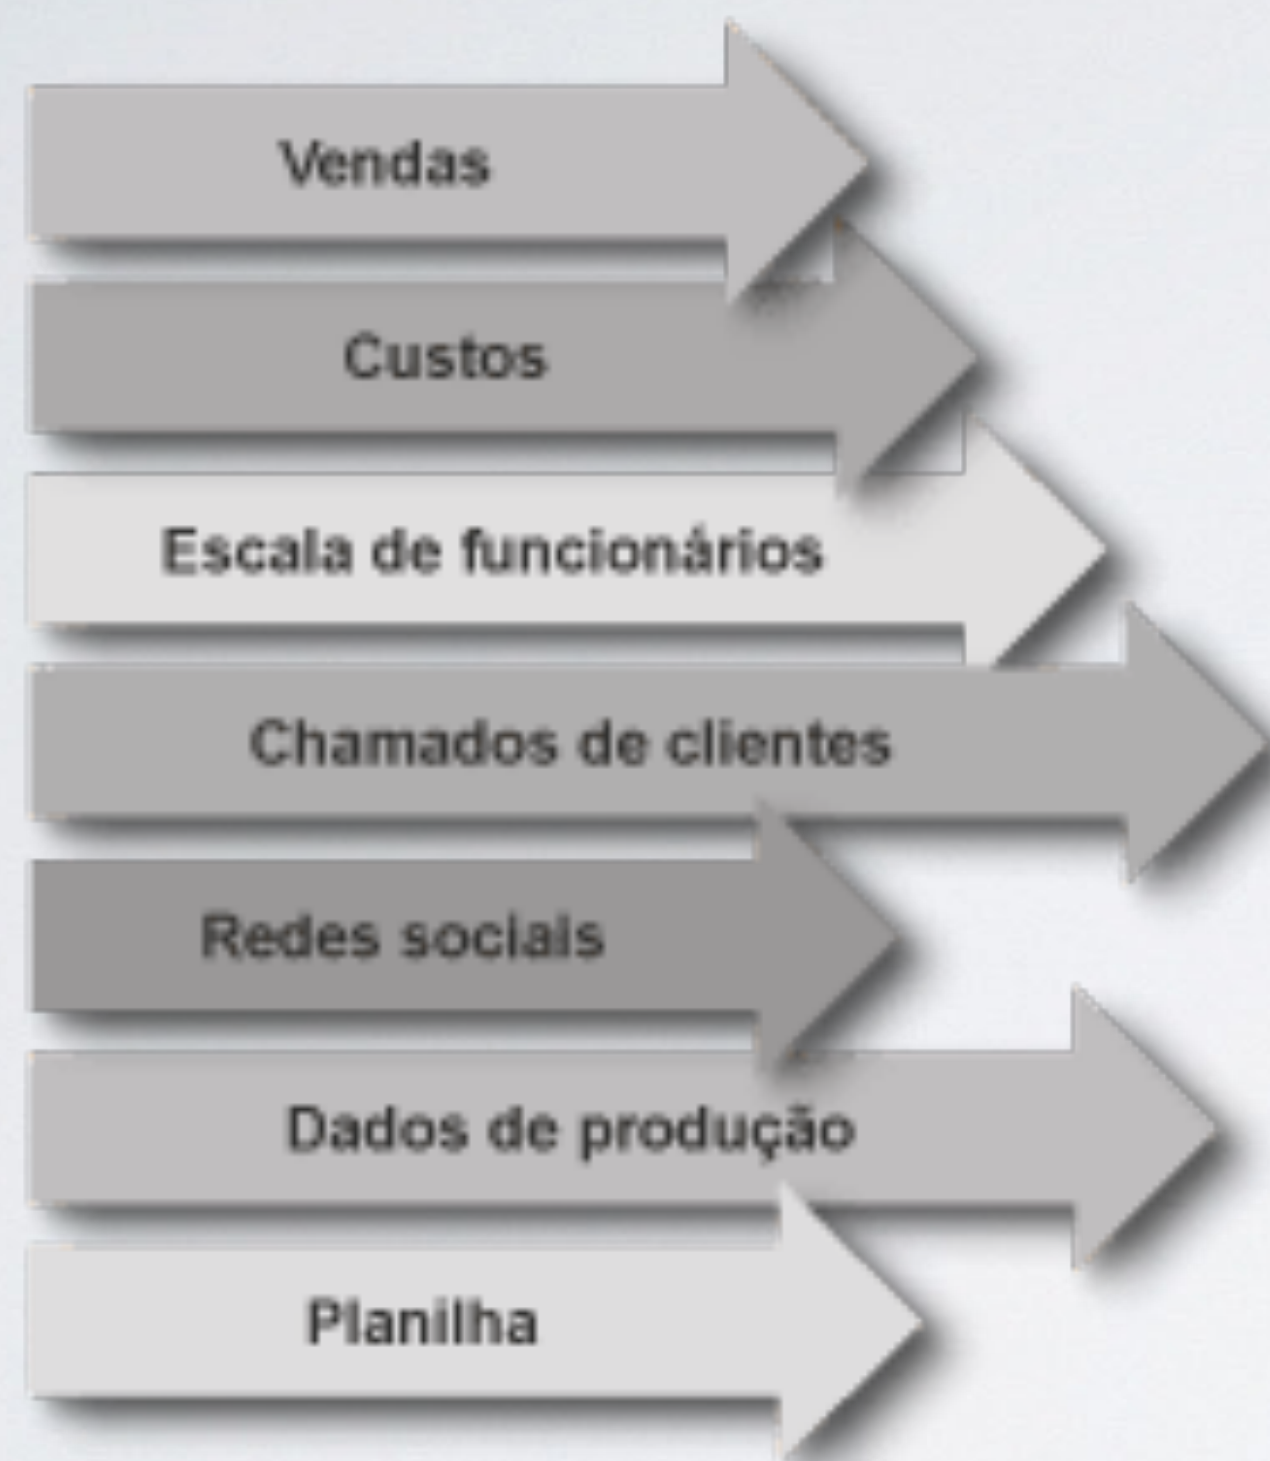 Vendas
Custos
Escala de funcionários
Chamados de clientes
Redes sociais
Dados de produção
Planilha